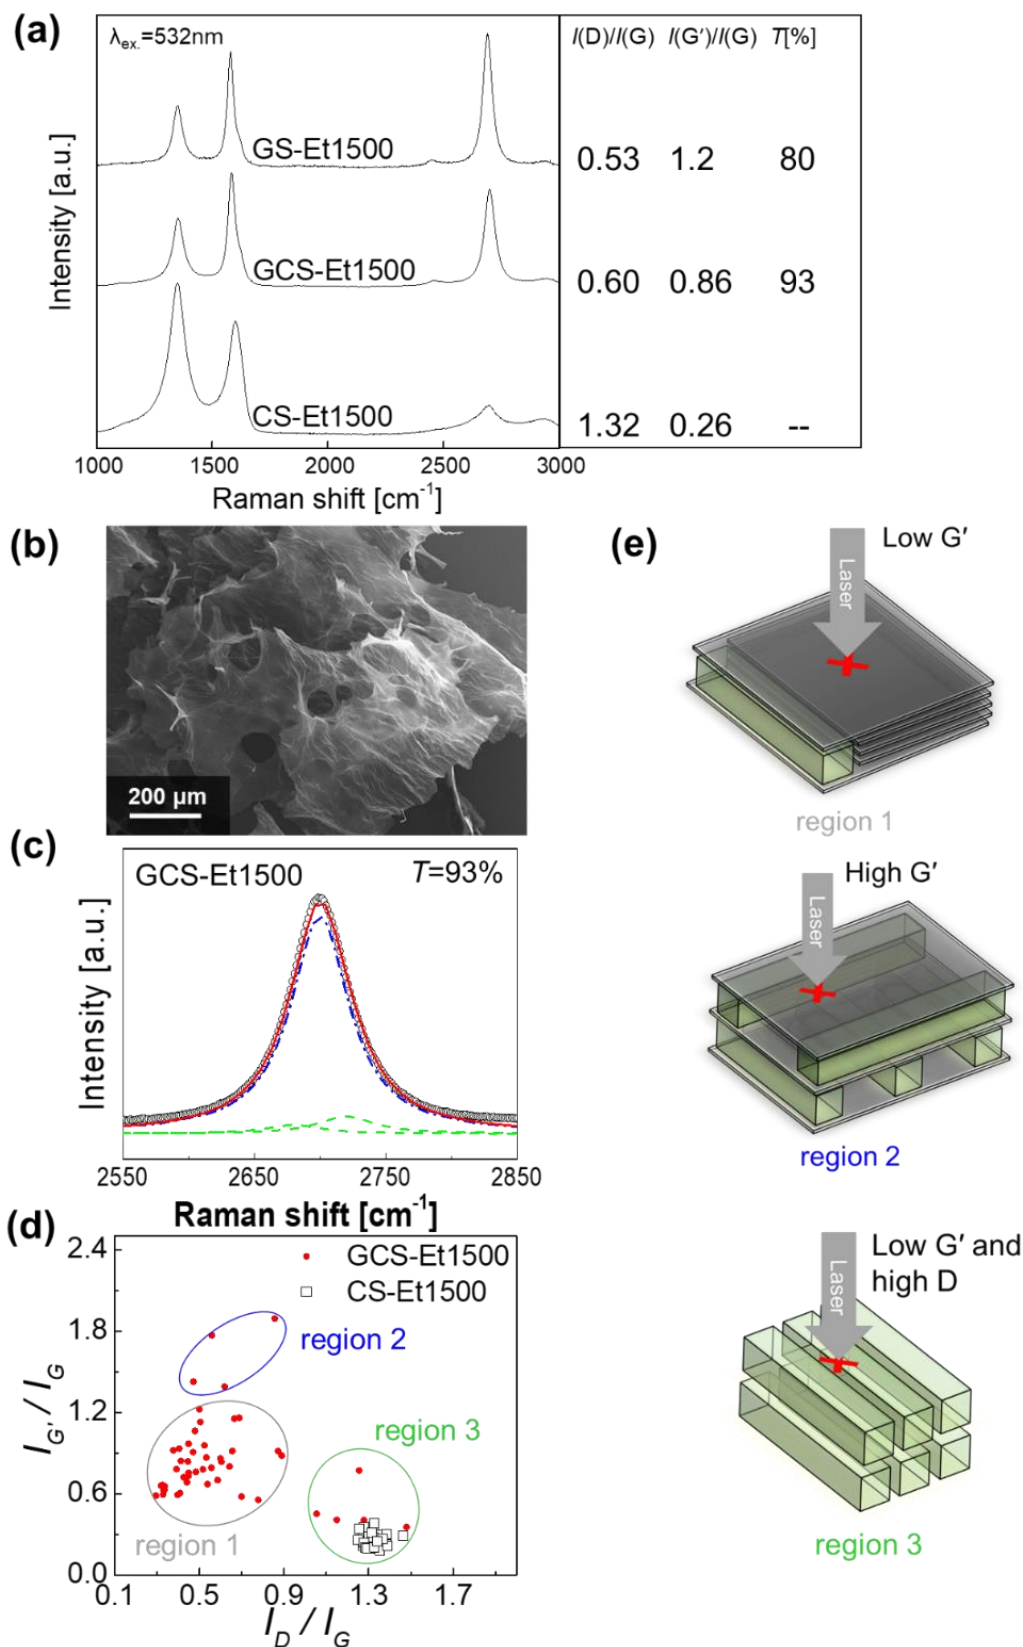 (a)
λex.=532nm
I(D)/I(G) I(G′)/I(G) T[%]
GS-Et1500
0.53 1.2 80
GCS-Et1500
0.60 0.86 93
CS-Et1500
1.32 0.26 --
Intensity [a.u.]
1000 1500 2000 2500 3000
Raman shift [cm⁻¹]
(b)
200 µm
(c)
GCS-Et1500 T=93%
Intensity [a.u.]
2550 2650 2750 2850
Raman shift [cm⁻¹]
(d)
2.4
1.8
1.2
0.6
GCS-Et1500
CS-Et1500
region 2
region 3
region 1
IG′ / IG
0.1 0.5 0.9 1.3 1.7
ID / IG
(e)
Low G′
Laser
region 1
High G′
Laser
region 2
Low G′ and
high D
Laser
region 3